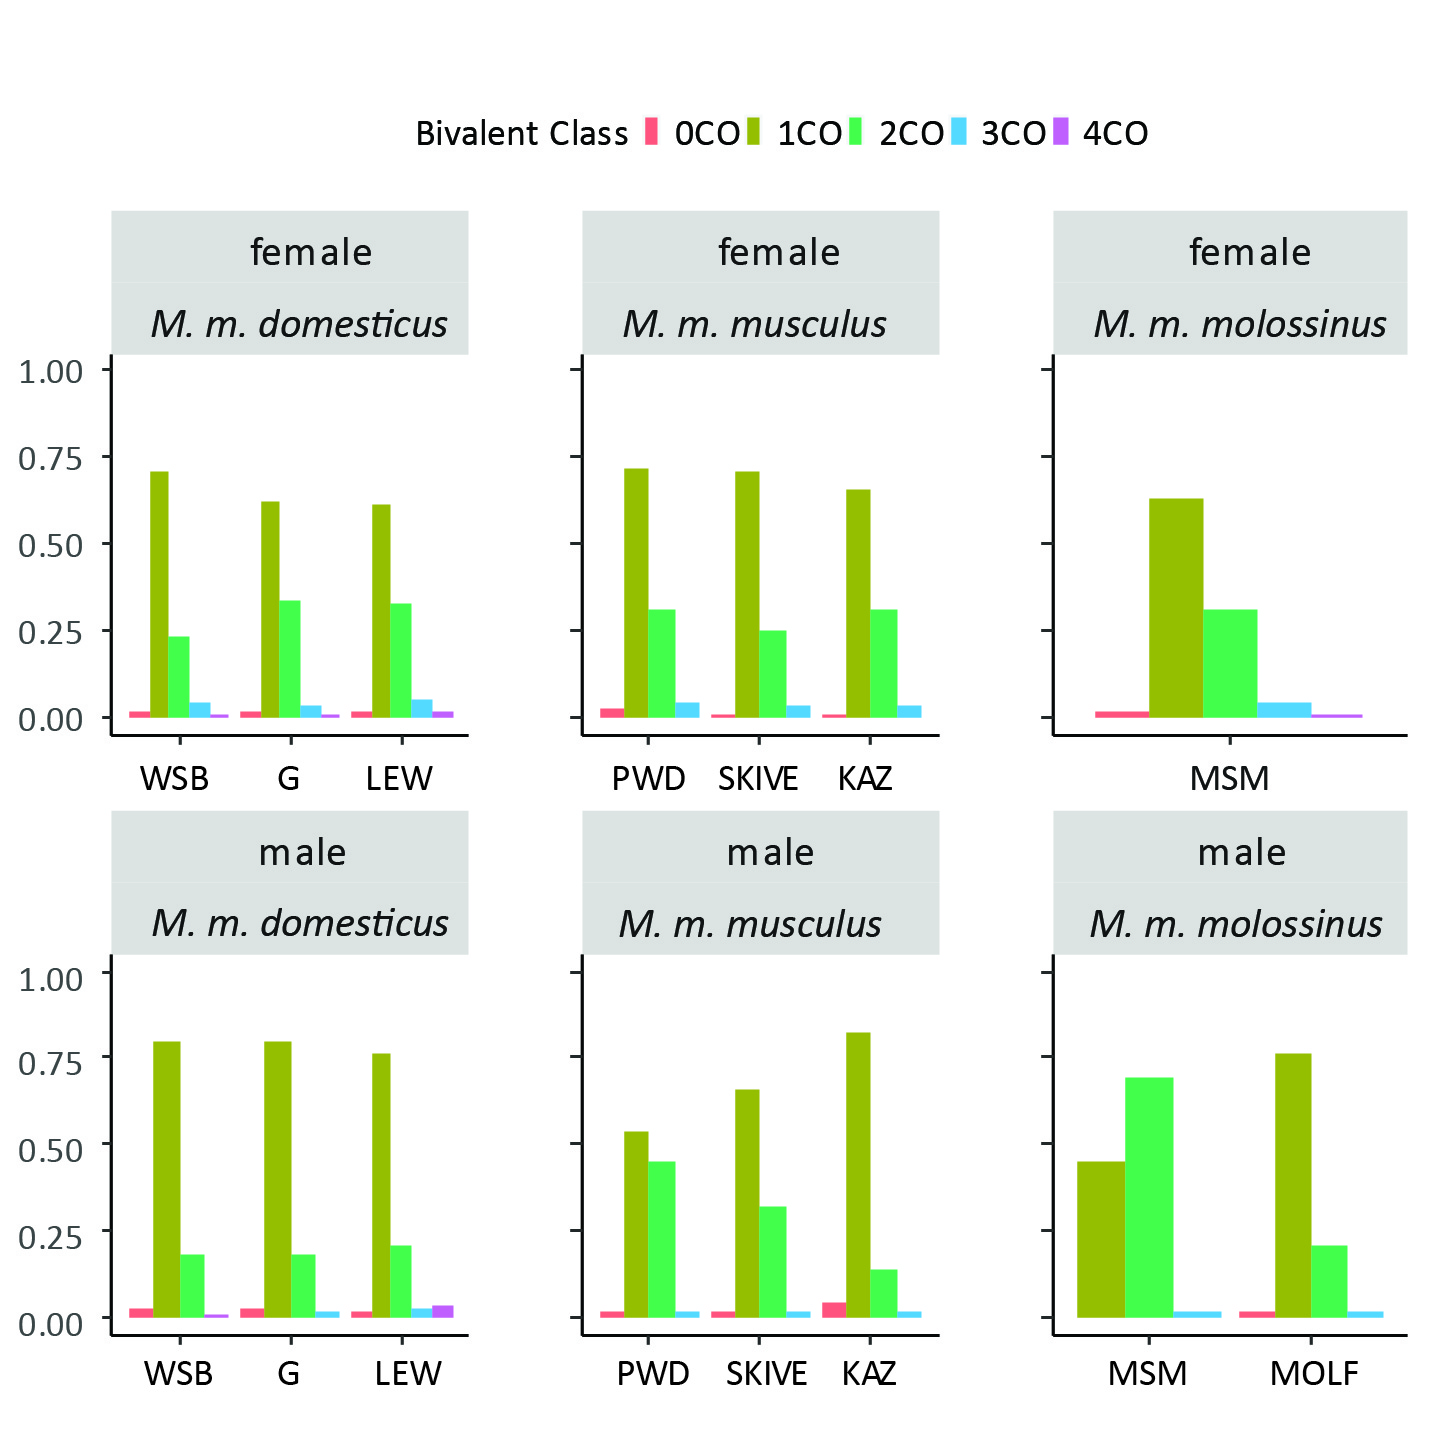 Bivalent Class 0CO 1CO 2CO 3CO 4CO
female female female
M. m. domesticus M. m. musculus M. m. molossinus
1.00
0.75
0.50
0.25
0.00
WSB G LEW PWD SKIVE KAZ MSM
male male male
M. m. domesticus M. m. musculus M. m. molossinus
1.00
0.75
0.50
0.25
0.00
WSB G LEW PWD SKIVE KAZ MSM MOLF